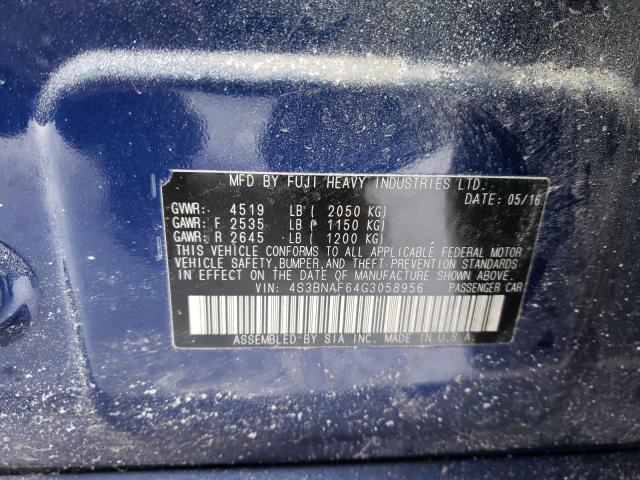 MFD BY FUJI HEAVY INDUSTRIES LTD.
DATE: 05/16
GVWR: 4519 LB ( 2050 KG)
GAWR: F 2535 LB ( 1150 KG)
GAWR: R 2645 LB ( 1200 KG)
THIS VEHICLE CONFORMS TO ALL APPLICABLE FEDERAL MOTOR
VEHICLE SAFETY, BUMPER, AND THEFT PREVENTION STANDARDS
IN EFFECT ON THE DATE OF MANUFACTURE SHOWN ABOVE.
VIN: 4S3BNAF64G3058956 PASSENGER CAR
ASSEMBLED BY SIA INC. MADE IN U.S.A.